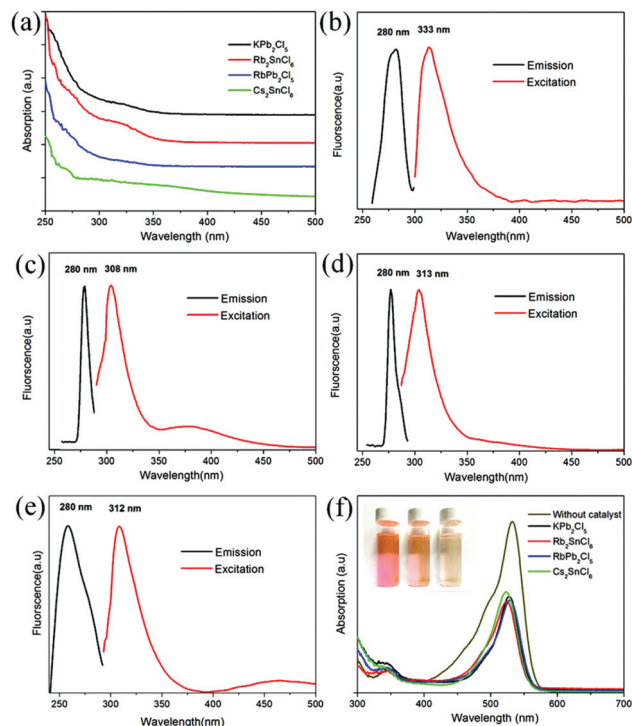 (a)
KPb₂Cl₅
Rb₂SnCl₆
RbPb₂Cl₅
Cs₂SnCl₆
Absorption (a.u)
250 300 350 400 450 500
Wavelength (nm)
(b)
280 nm 333 nm
Emission
Excitation
Fluorscence(a.u)
250 300 350 400 450 500
Wavelength(nm)
(c)
280 nm 308 nm
Emission
Excitation
Fluorscence(a.u)
250 300 350 400 450 500
Wavelength(nm)
(d)
280 nm 313 nm
Emission
Excitation
Fluorscence(a.u)
250 300 350 400 450 500
Wavelength(nm)
(e)
280 nm 312 nm
Emission
Excitation
Fluorscence(a.u)
250 300 350 400 450 500
Wavelength(nm)
(f)
Without catalyst
KPb₂Cl₅
Rb₂SnCl₆
RbPb₂Cl₅
Cs₂SnCl₆
Absorption (a.u)
300 400 500 600 700
Wavelength (nm)